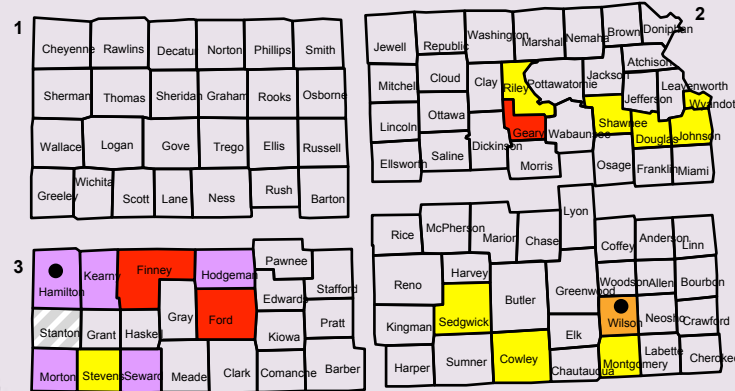 1
Cheyenne Rawlins Decatu Norton Phillips Smith
Sherman Thomas Sheridan Graham Rooks Osborne
Wallace Logan Gove Trego Ellis Russell
Greeley Wichita Scott Lane Ness Rush Barton
2
Jewell Republic Washington Marshall Nemaha Brown Doniphan
Mitchell Cloud Clay Riley Pottawatomie Jackson Atchison
Lincoln Ottawa Geary Wabaunsee Shawnee Jefferson Leavenworth Wyandot
Ellsworth Saline Dickinson Morris Osage Douglas Johnson
Franklin Miami
3
Hamilton Kearny Finney Hodgeman Pawnee Stafford
Stanton Grant Haskel Gray Ford Edwards Kiowa Pratt
Morton Stevens Seward Meade Clark Comanche Barber
Rice McPherson Marion Chase Lyon Coffey Anderson Linn
Reno Harvey Butler Greenwood Woodson Allen Bourbon
Kingman Sedgwick Elk Wilson Neosho Crawford
Harper Sumner Cowley Chautauqua Montgomery Labette Cherokee